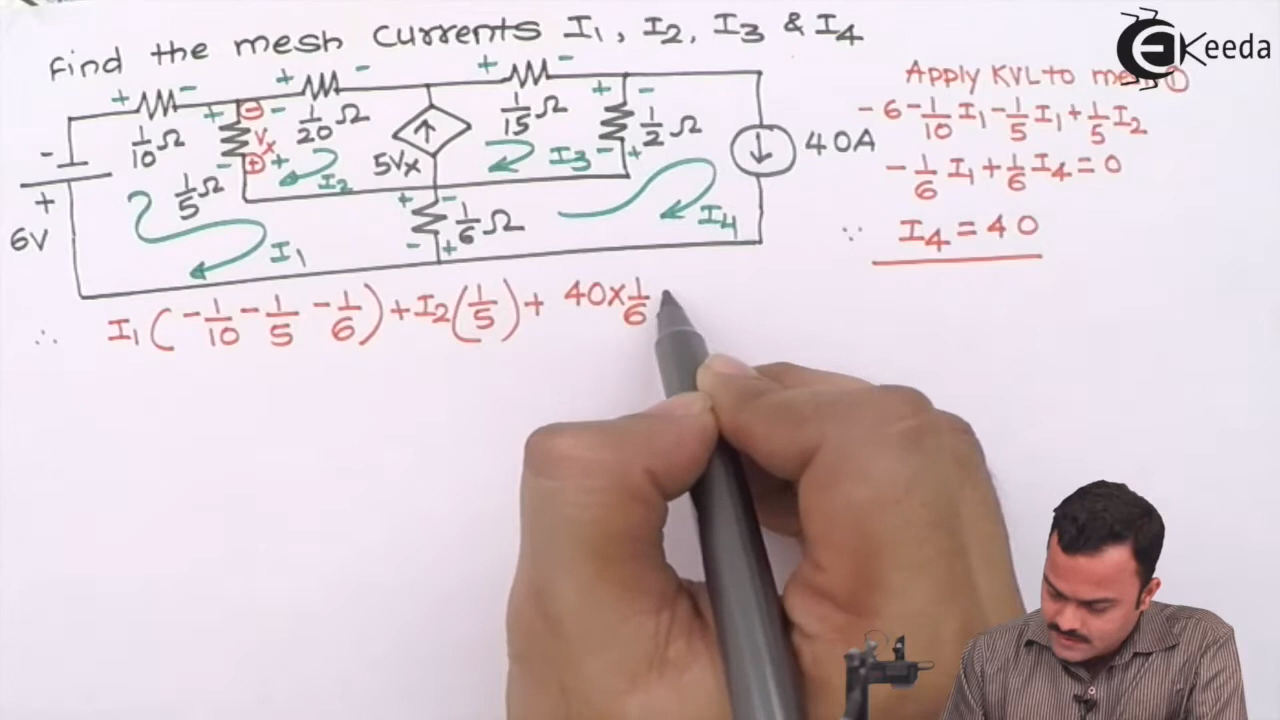 Find the mesh currents I1, I2, I3 & I4
Keeda
Apply KVL to me ①
- 6 - 1/10 I1 - 1/5 I1 + 1/5 I2
- 1/6 I1 + 1/6 I4 = 0
∴ I4 = 40
+ - + - + -
1/10 Ω
1/20 Ω
1/15 Ω
1/2 Ω
1/5 Ω
1/6 Ω
Vx
5Vx
40A
6V
I1
I2
I3
I4
∴ I1 ( - 1/10 - 1/5 - 1/6 ) + I2 ( 1/5 ) + 40 × 1/6